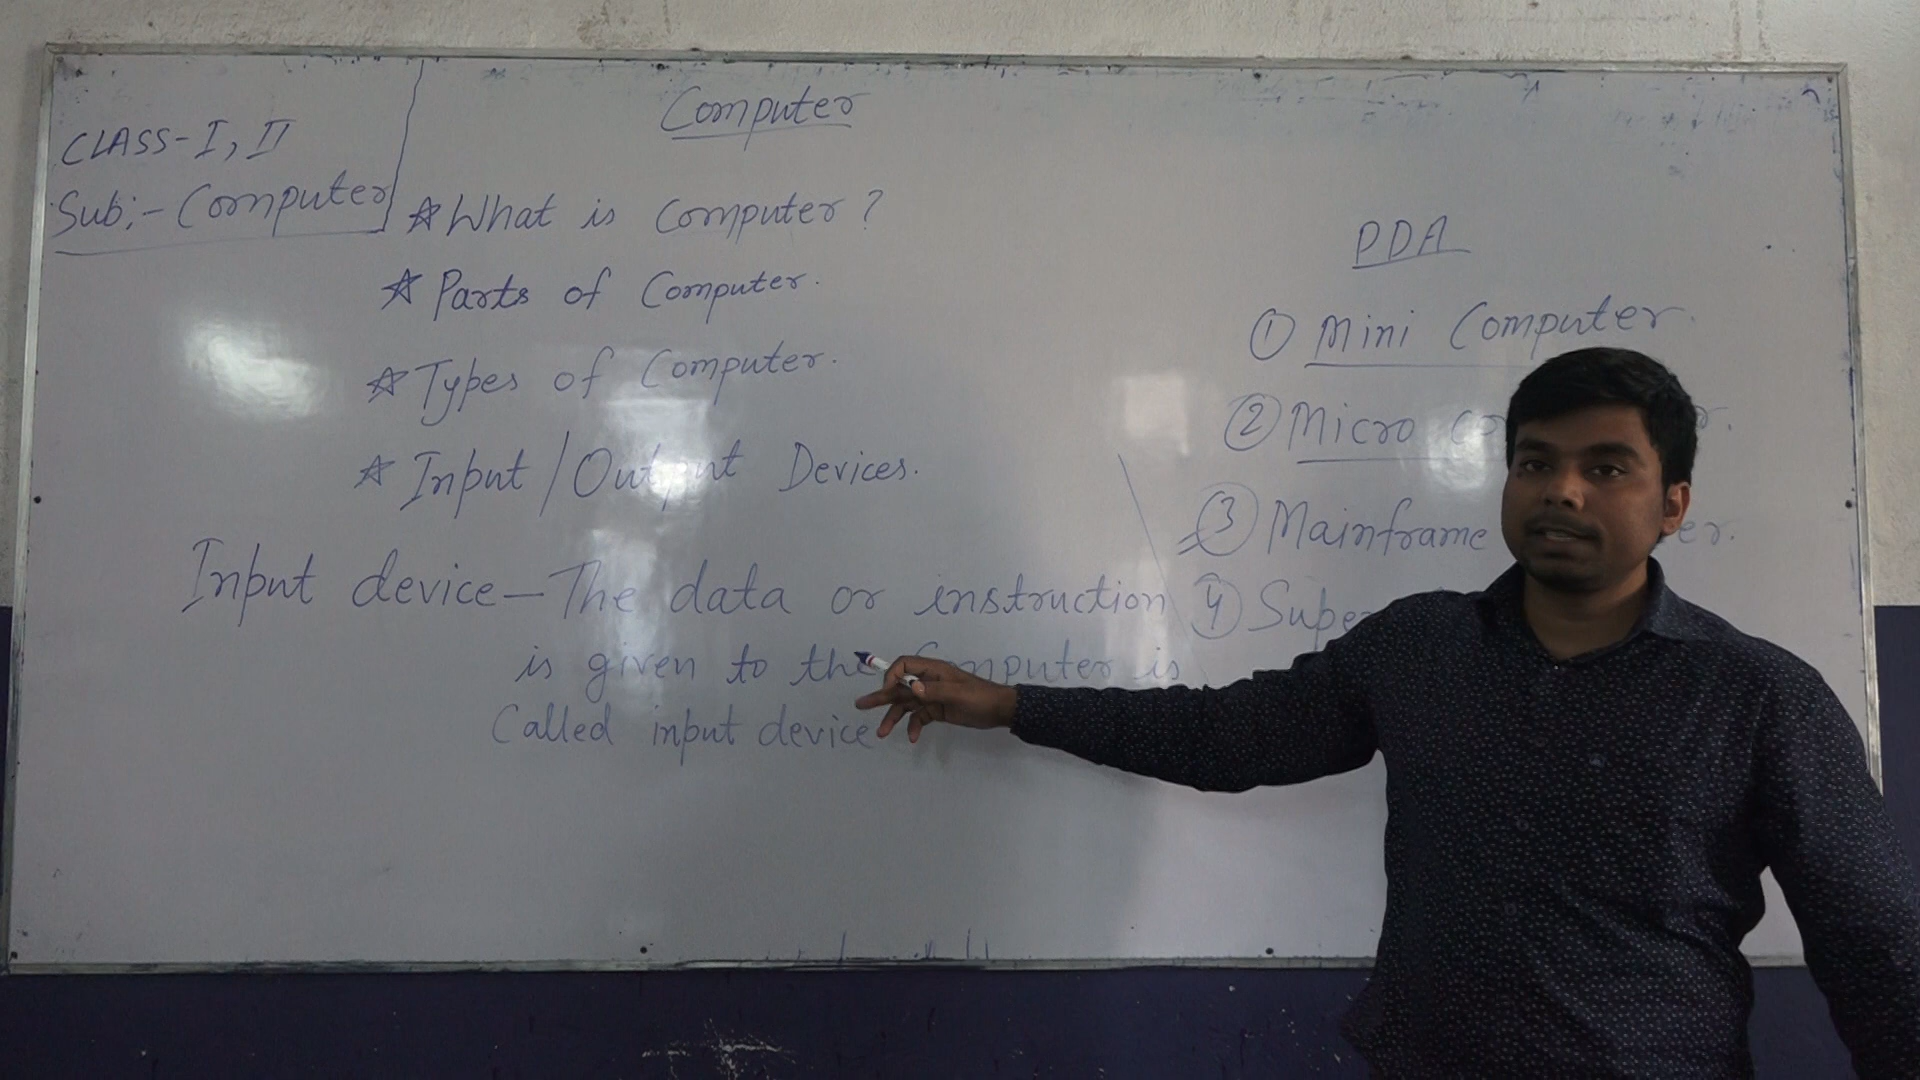 CLASS-I, II
Sub:- Computer
Computer
☆ What is Computer?
☆ Parts of Computer.
☆ Types of Computer.
☆ Input / Output Devices.
Input device - The data or instruction
is given to the Computer is
Called input device
PDA
① Mini Computer.
② Micro
③ Mainframe
④